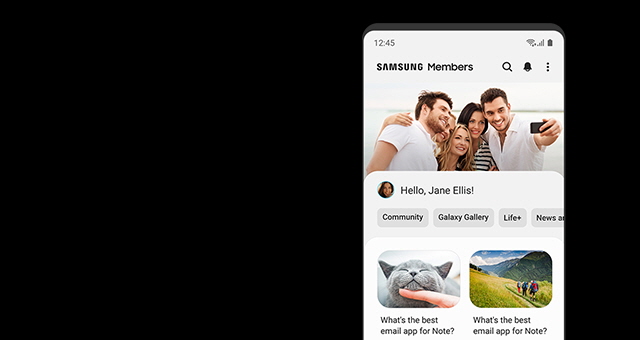 12:45
SAMSUNG Members
Hello, Jane Ellis!
Community Galaxy Gallery Life+ News
What's the best
email app for Note?
What's the best
email app for Note?